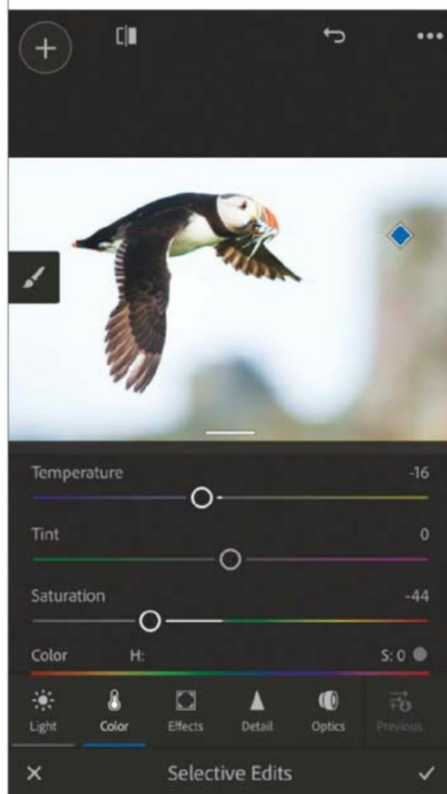 Temperature -16
Tint 0
Saturation -44
Color H: S: 0
Light Color Effects Detail Optics Previous
Selective Edits